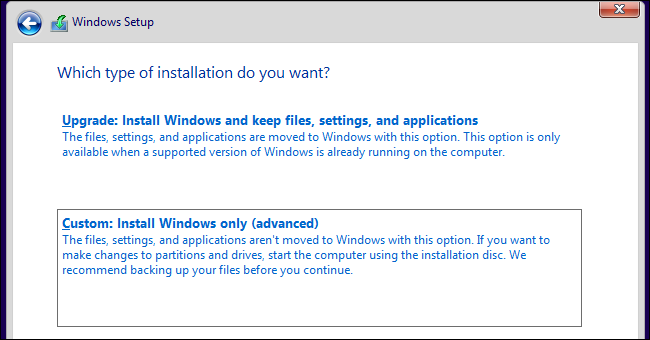 Windows Setup
Which type of installation do you want?
Upgrade: Install Windows and keep files, settings, and applications
The files, settings, and applications are moved to Windows with this option. This option is only
available when a supported version of Windows is already running on the computer.
Custom: Install Windows only (advanced)
The files, settings, and applications aren't moved to Windows with this option. If you want to
make changes to partitions and drives, start the computer using the installation disc. We
recommend backing up your files before you continue.